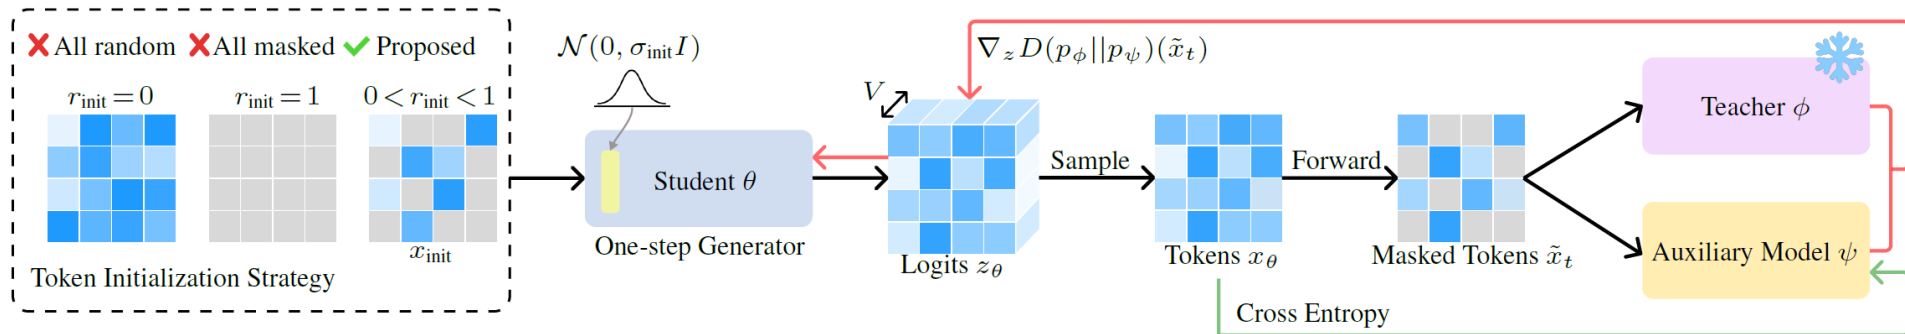 All random All masked Proposed
r_init = 0 r_init = 1 0 < r_init < 1
x_init
Token Initialization Strategy
𝒩(0, σ_init I)
Student θ
One-step Generator
∇_z D(p_ϕ||p_ψ)(x̃_t)
V
Logits z_θ
Sample
Tokens x_θ
Forward
Masked Tokens x̃_t
Teacher ϕ
Auxiliary Model ψ
Cross Entropy